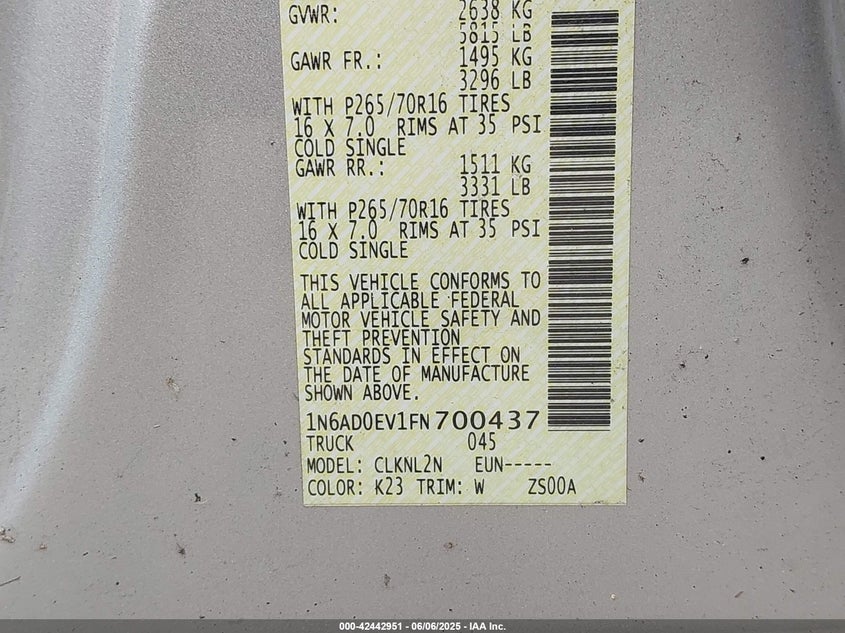 GVWR: 2638 KG
5815 LB
GAWR FR.: 1495 KG
3296 LB
WITH P265/70R16 TIRES
16 X 7.0 RIMS AT 35 PSI
COLD SINGLE
GAWR RR.: 1511 KG
3331 LB
WITH P265/70R16 TIRES
16 X 7.0 RIMS AT 35 PSI
COLD SINGLE
THIS VEHICLE CONFORMS TO
ALL APPLICABLE FEDERAL
MOTOR VEHICLE SAFETY AND
THEFT PREVENTION
STANDARDS IN EFFECT ON
THE DATE OF MANUFACTURE
SHOWN ABOVE.
1N6AD0EV1FN700437
TRUCK 045
MODEL: CLKNL2N EUN-----
COLOR: K23 TRIM: W ZS00A
000-42442951 - 06/06/2025 - IAA Inc.